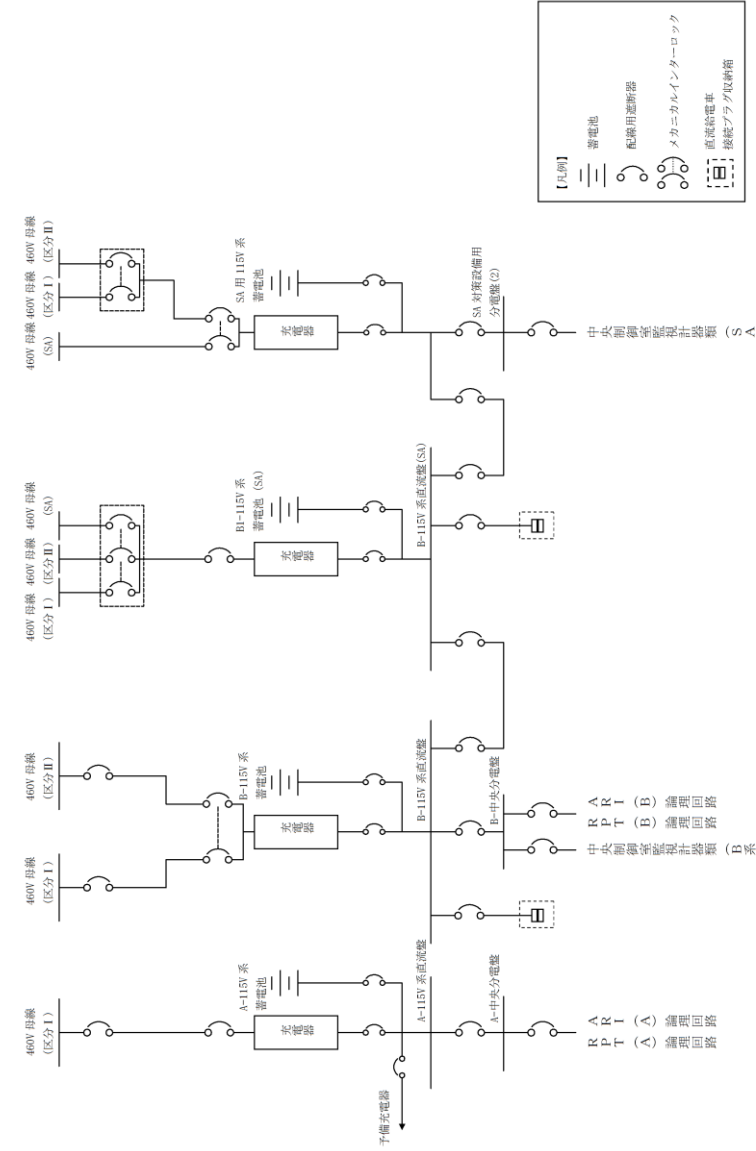 460V 母線
(区分Ⅰ)
A-115V 系
蓄電池
充電器
予備充電器
A-115V 系直流盤
A-中央分電盤
ARI(A)論理回路
RPT(A)論理回路
460V 母線
(区分Ⅰ)
460V 母線
(区分Ⅱ)
B-115V 系
蓄電池
充電器
B-115V 系直流盤
B-中央分電盤
ARI(B)論理回路
RPT(B)論理回路
中央制御室監視計器類(B系
460V 母線
(区分Ⅰ)
460V 母線
(区分Ⅱ)
460V 母線
(SA)
B1-115V 系
蓄電池 (SA)
充電器
B-115V 系直流盤(SA)
460V 母線
(SA)
460V 母線
(区分Ⅰ)
460V 母線
(区分Ⅱ)
SA 用 115V 系
蓄電池
充電器
SA 対策設備用
分電盤(2)
中央制御室監視計器類(SA
【凡例】
蓄電池
配線用遮断器
メカニカルインターロック
直流給電車
接続プラグ収納箱